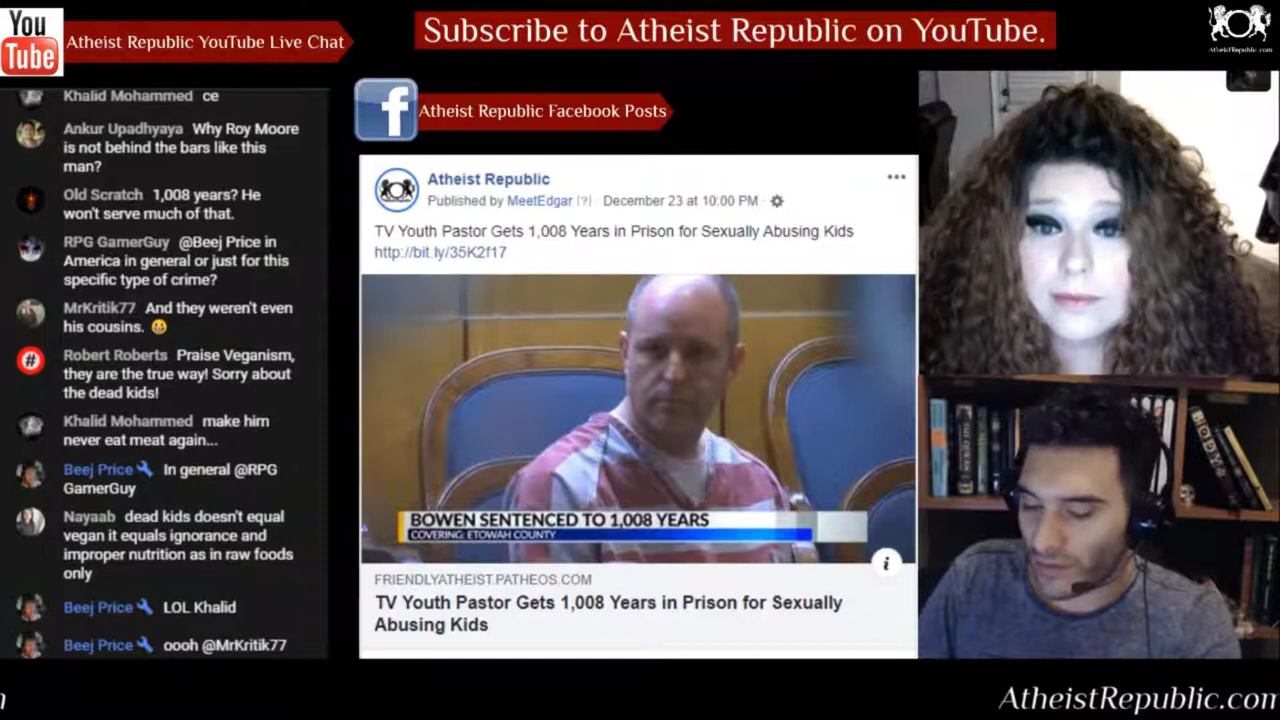 You
Tube
Atheist Republic YouTube Live Chat
Subscribe to Atheist Republic on YouTube.
AtheistRepublic.com
Khalid Mohammed ce
Ankur Upadhyaya Why Roy Moore
is not behind the bars like this
man?
Old Scratch 1,008 years? He
won't serve much of that.
RPG GamerGuy @Beej Price in
America in general or just for this
specific type of crime?
MrKritik77 And they weren't even
his cousins.
Robert Roberts Praise Veganism,
they are the true way! Sorry about
the dead kids!
Khalid Mohammed make him
never eat meat again...
Beej Price In general @RPG
GamerGuy
Nayaab dead kids doesn't equal
vegan it equals ignorance and
improper nutrition as in raw foods
only
Beej Price LOL Khalid
Beej Price oooh @MrKritik77
f
Atheist Republic Facebook Posts
Atheist Republic
Published by MeetEdgar [?] · December 23 at 10:00 PM ·
TV Youth Pastor Gets 1,008 Years in Prison for Sexually Abusing Kids
http://bit.ly/35K2f17
BOWEN SENTENCED TO 1,008 YEARS
COVERING: ETOWAH COUNTY
i
FRIENDLYATHEIST.PATHEOS.COM
TV Youth Pastor Gets 1,008 Years in Prison for Sexually
Abusing Kids
BODY
AtheistRepublic.com